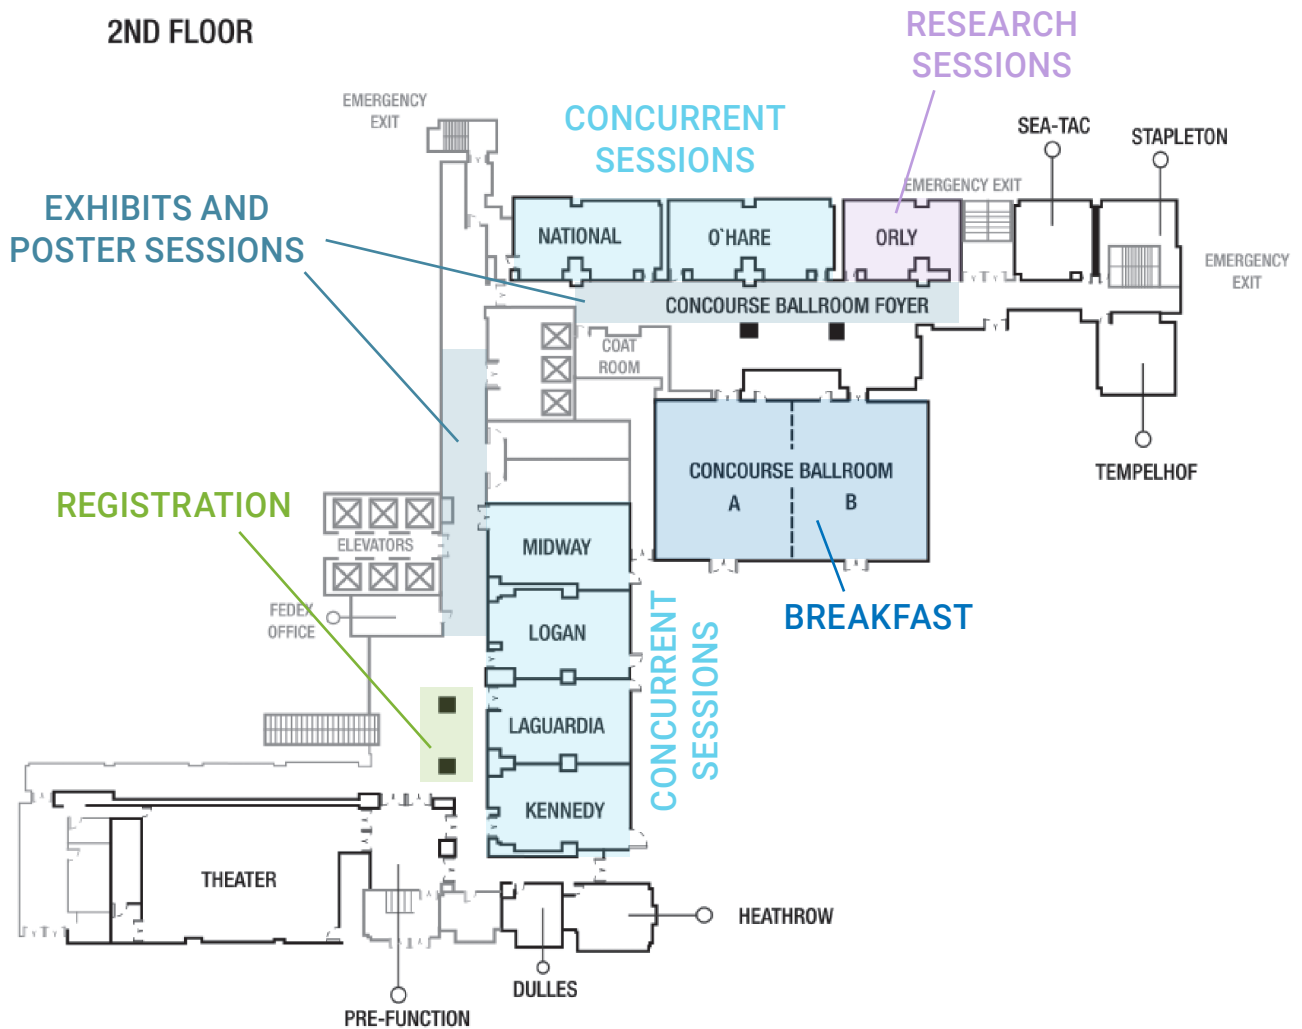 2ND FLOOR
RESEARCH
SESSIONS
EMERGENCY
EXIT
CONCURRENT
SESSIONS
SEA-TAC
STAPLETON
EXHIBITS AND
POSTER SESSIONS
EMERGENCY EXIT
NATIONAL
O`HARE
ORLY
EMERGENCY
EXIT
CONCOURSE BALLROOM FOYER
COAT
ROOM
CONCOURSE BALLROOM
A
B
TEMPELHOF
REGISTRATION
ELEVATORS
MIDWAY
BREAKFAST
FEDEX
OFFICE
LOGAN
CONCURRENT
SESSIONS
LAGUARDIA
KENNEDY
THEATER
HEATHROW
DULLES
PRE-FUNCTION